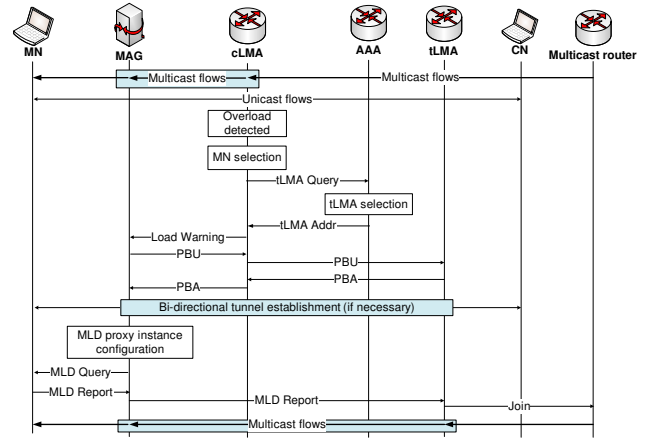 MN
MAG
cLMA
AAA
tLMA
CN
Multicast router
Multicast flows
Multicast flows
Unicast flows
Overload
detected
MN selection
tLMA Query
tLMA selection
tLMA Addr
Load Warning
PBU
PBU
PBA
PBA
Bi-directional tunnel establishment (if necessary)
MLD proxy instance
configuration
MLD Query
MLD Report
MLD Report
Join
Multicast flows